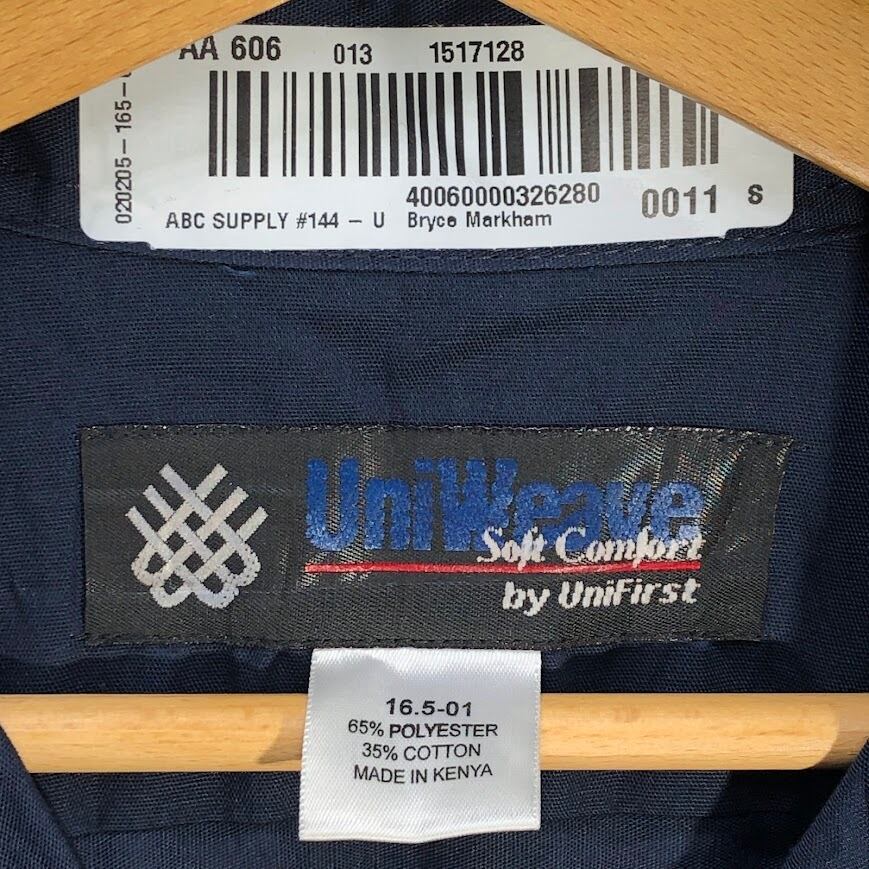 AA 606 013 1517128
020205-165-
40060000326280 0011 S
ABC SUPPLY #144 - U Bryce Markham
UniWeave
Soft Comfort
by UniFirst
16.5-01
65% POLYESTER
35% COTTON
MADE IN KENYA